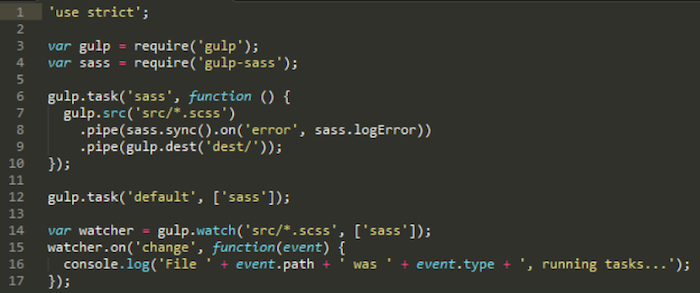 1 'use strict';
2
3 var gulp = require('gulp');
4 var sass = require('gulp-sass');
5
6 gulp.task('sass', function () {
7   gulp.src('src/*.scss')
8     .pipe(sass.sync().on('error', sass.logError))
9     .pipe(gulp.dest('dest/'));
10 });
11
12 gulp.task('default', ['sass']);
13
14 var watcher = gulp.watch('src/*.scss', ['sass']);
15 watcher.on('change', function(event) {
16   console.log('File ' + event.path + ' was ' + event.type + ', running tasks...');
17 });